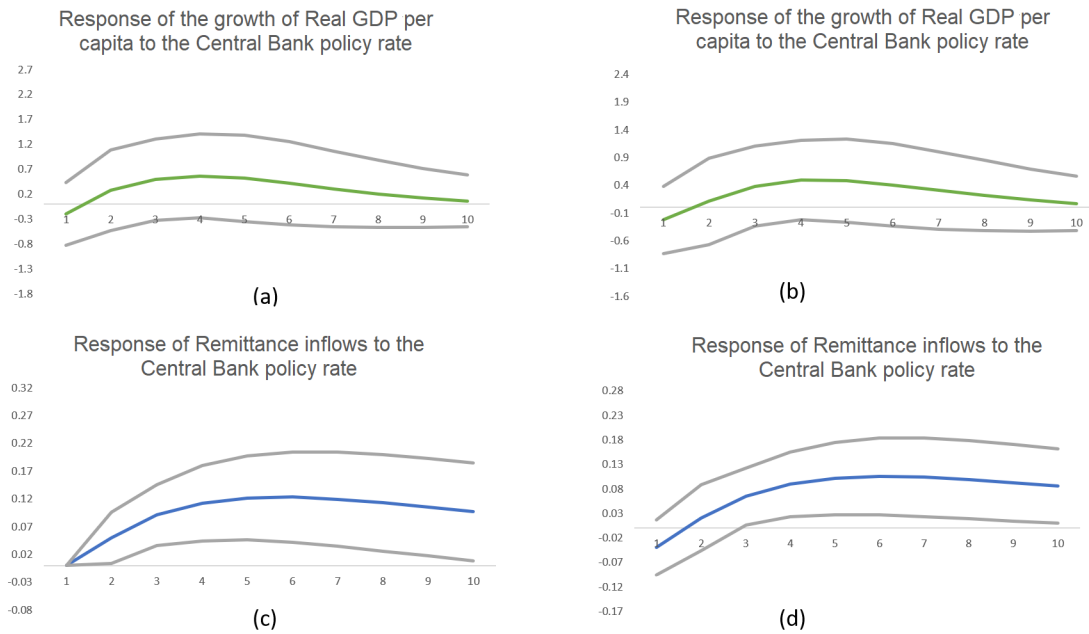 Response of the growth of Real GDP per
capita to the Central Bank policy rate
2.7
2.2
1.7
1.2
0.7
0.2
-0.3
-0.8
-1.3
-1.8
1 2 3 4 5 6 7 8 9 10
(a)
Response of the growth of Real GDP per
capita to the Central Bank policy rate
2.4
1.9
1.4
0.9
0.4
-0.1
-0.6
-1.1
-1.6
1 2 3 4 5 6 7 8 9 10
(b)
Response of Remittance inflows to the
Central Bank policy rate
0.32
0.27
0.22
0.17
0.12
0.07
0.02
-0.03
-0.08
1 2 3 4 5 6 7 8 9 10
(c)
Response of Remittance inflows to the
Central Bank policy rate
0.28
0.23
0.18
0.13
0.08
0.03
-0.02
-0.07
-0.12
-0.17
1 2 3 4 5 6 7 8 9 10
(d)